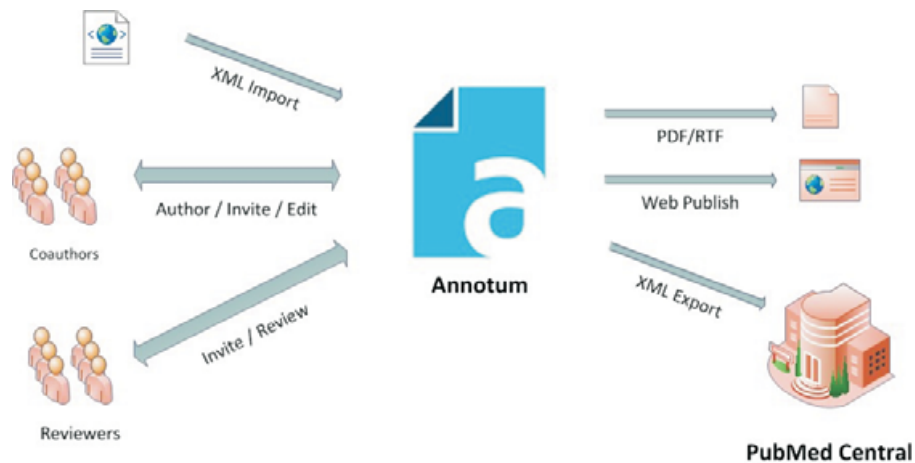 XML Import
PDF/RTF
Author / Invite / Edit
Web Publish
Coauthors
a
Annotum
XML Export
Invite / Review
Reviewers
PubMed Central